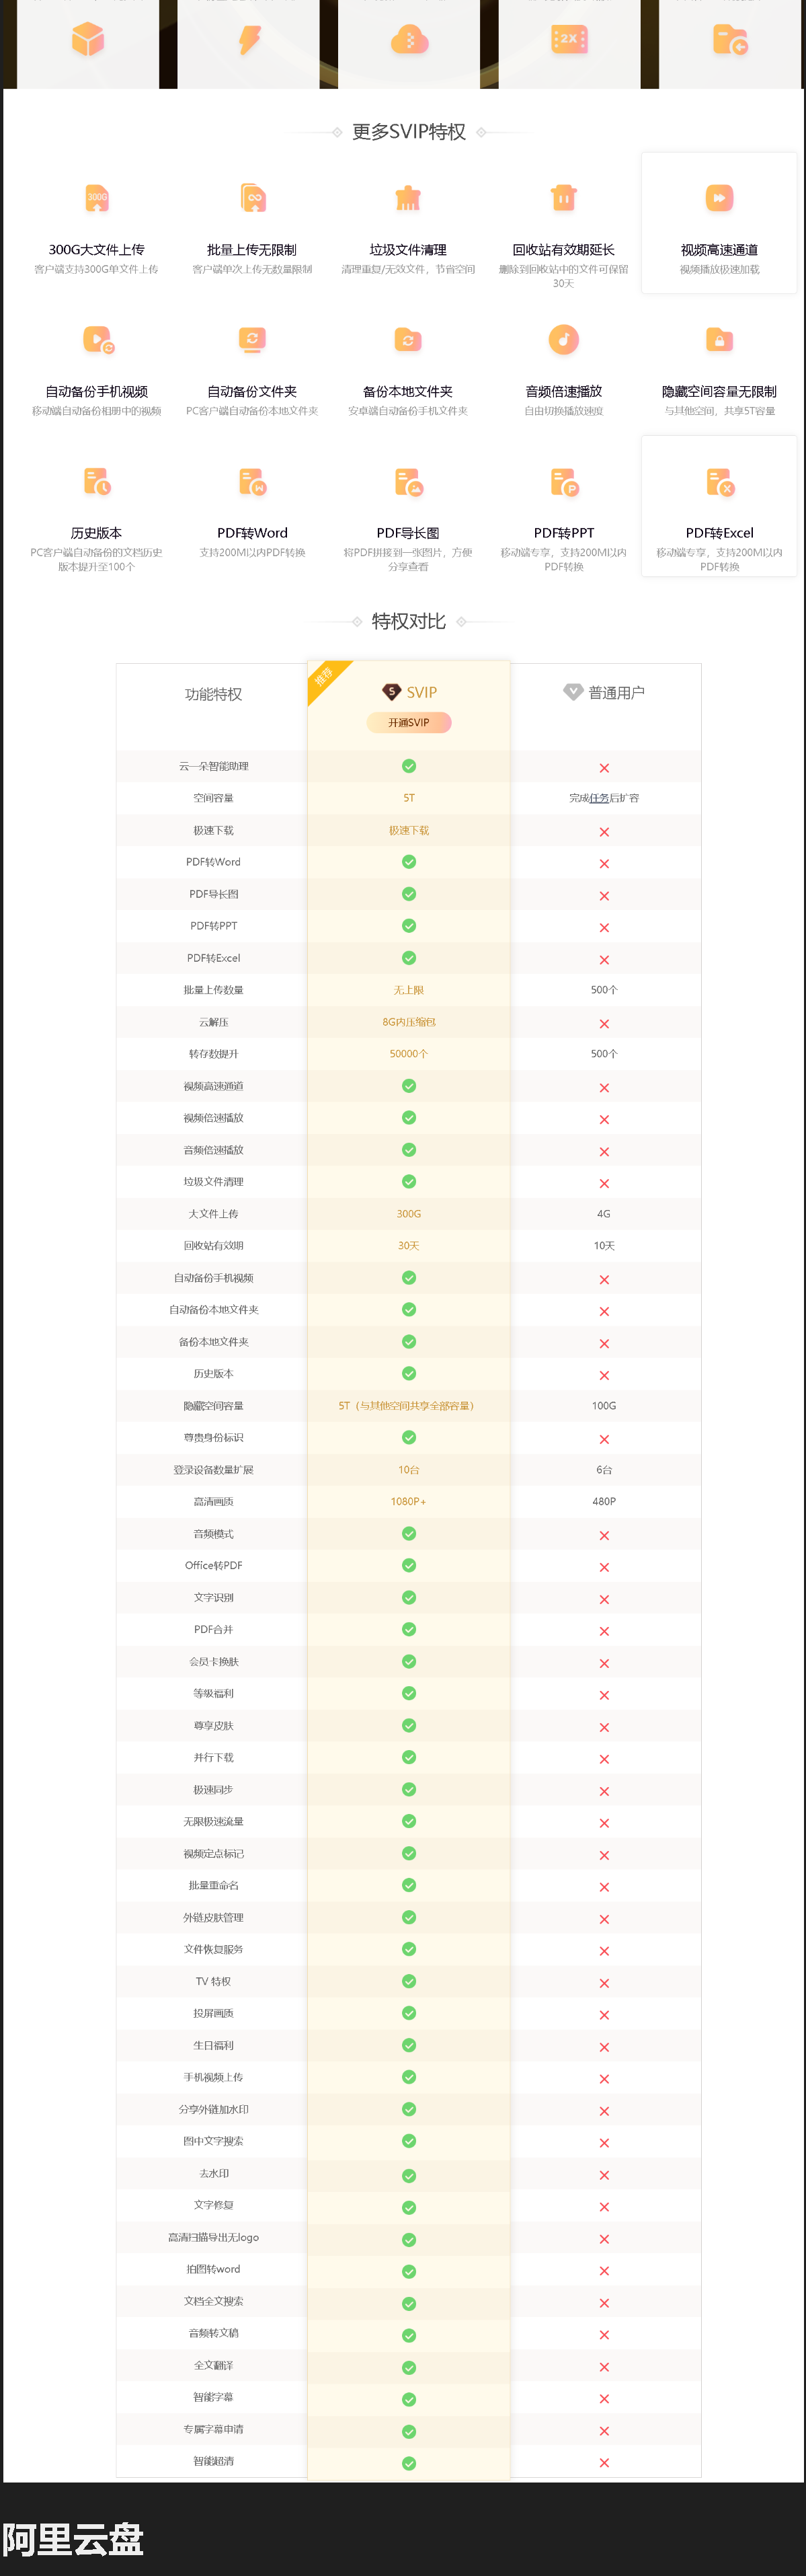 2X
更多SVIP特权
300G
300G大文件上传
批量上传无限制
垃圾文件清理
回收站有效期延长
视频高速通道
客户端支持300G单文件上传
客户端单次上传无数量限制
清理重复/无效文件，节省空间
删除到回收站中的文件可保留
30天
视频播放极速加载
自动备份手机视频
自动备份文件夹
备份本地文件夹
音频倍速播放
隐藏空间容量无限制
移动端自动备份相册中的视频
PC客户端自动备份本地文件夹
安卓端自动备份手机文件夹
自由切换播放速度
与其他空间，共享5T容量
W
P
X
历史版本
PDF转Word
PDF导长图
PDF转PPT
PDF转Excel
PC客户端自动备份的文档历史
版本提升至100个
支持200M以内PDF转换
将PDF拼接到一张图片，方便
分享查看
移动端专享，支持200M以内
PDF转换
移动端专享，支持200M以内
PDF转换
特权对比
功能特权
推荐
S SVIP
开通SVIP
普通用户
云一朵智能助理
空间容量 5T 完成任务后扩容
极速下载 极速下载
PDF转Word
PDF导长图
PDF转PPT
PDF转Excel
批量上传数量 无上限 500个
云解压 8G内压缩包
转存数提升 50000个 500个
视频高速通道
视频倍速播放
音频倍速播放
垃圾文件清理
大文件上传 300G 4G
回收站有效期 30天 10天
自动备份手机视频
自动备份本地文件夹
备份本地文件夹
历史版本
隐藏空间容量 5T（与其他空间共享全部容量） 100G
尊贵身份标识
登录设备数量扩展 10台 6台
高清画质 1080P+ 480P
音频模式
Office转PDF
文字识别
PDF合并
会员卡换肤
等级福利
尊享皮肤
并行下载
极速同步
无限极速流量
视频定点标记
批量重命名
外链皮肤管理
文件恢复服务
TV 特权
投屏画质
生日福利
手机视频上传
分享外链加水印
图中文字搜索
去水印
文字修复
高清扫描导出无logo
拍图转word
文档全文搜索
音频转文稿
全文翻译
智能字幕
专属字幕申请
智能超清
阿里云盘